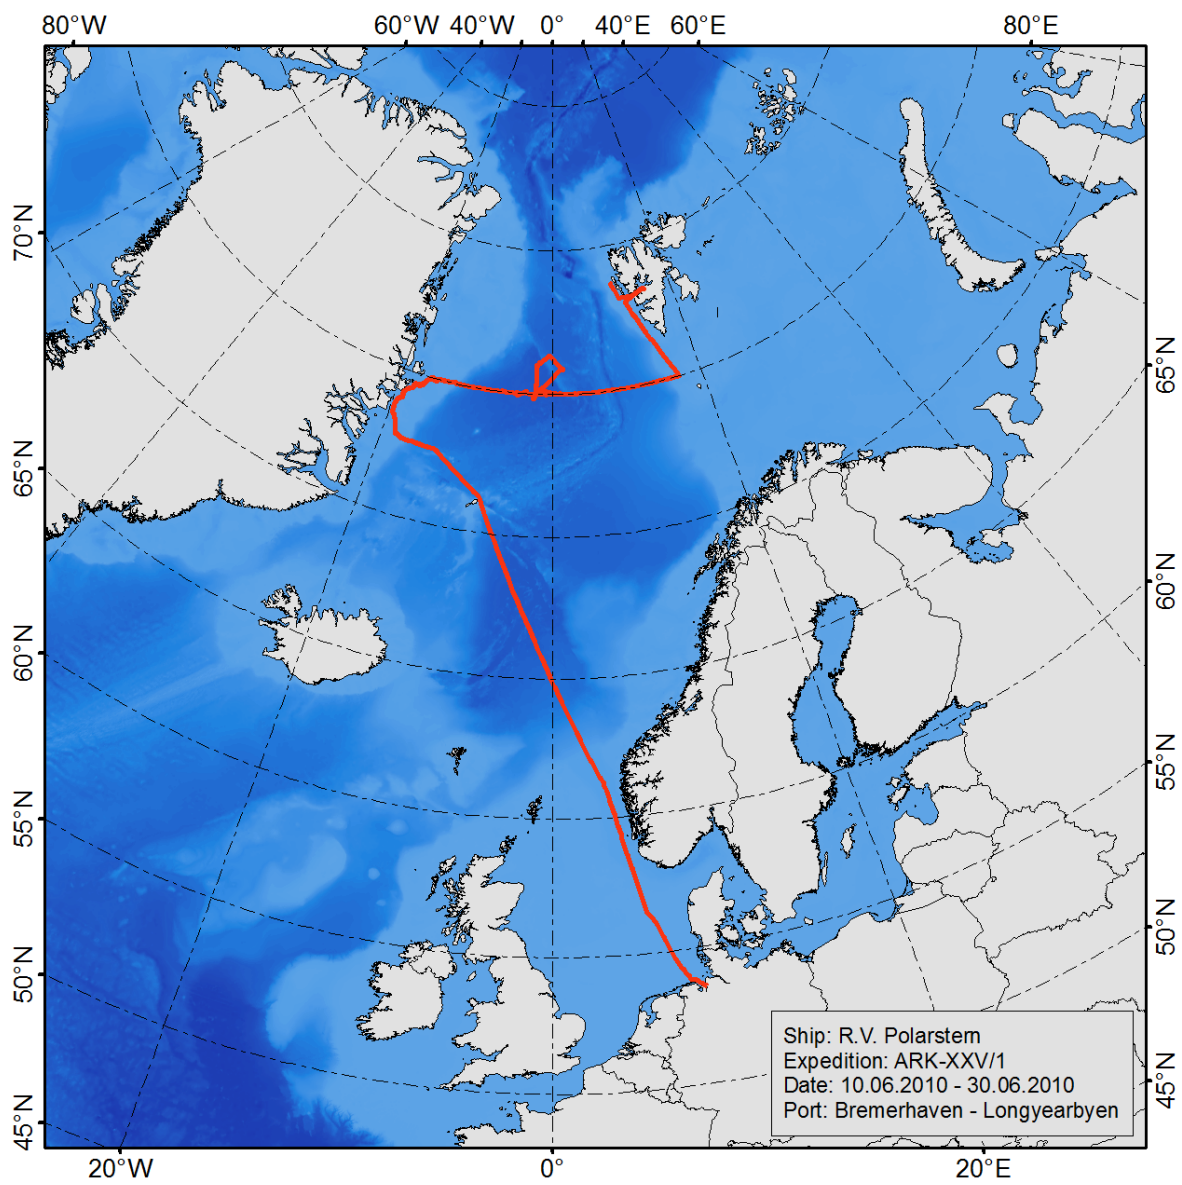 80°W 60°W 40°W 0° 40°E 60°E 80°E
70°N
65°N
65°N
60°N
60°N
55°N
55°N
50°N
50°N
45°N
45°N
Ship: R.V. Polarstern
Expedition: ARK-XXV/1
Date: 10.06.2010 - 30.06.2010
Port: Bremerhaven - Longyearbyen
20°W 0° 20°E